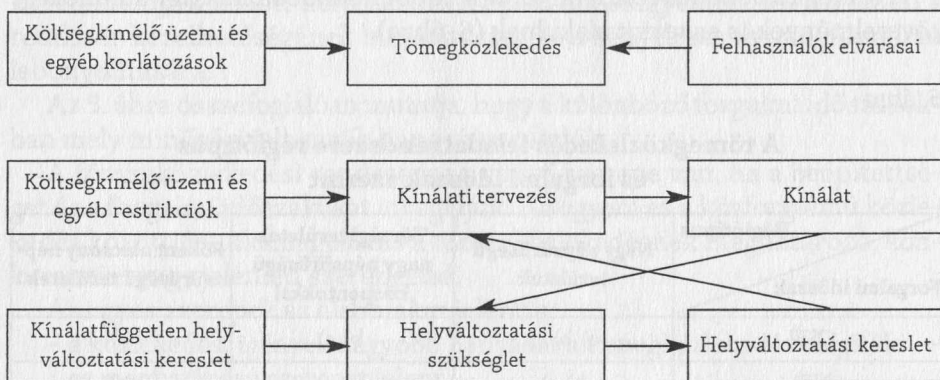 Költségkímélő üzemi és
egyéb korlátozások
Tömegközlekedés
Felhasználók elvárásai
Költségkímélő üzemi és
egyéb restrikciók
Kínálati tervezés
Kínálat
Kínálatfüggetlen hely-
változtatási kereslet
Helyváltoztatási
szükséglet
Helyváltoztatási kereslet